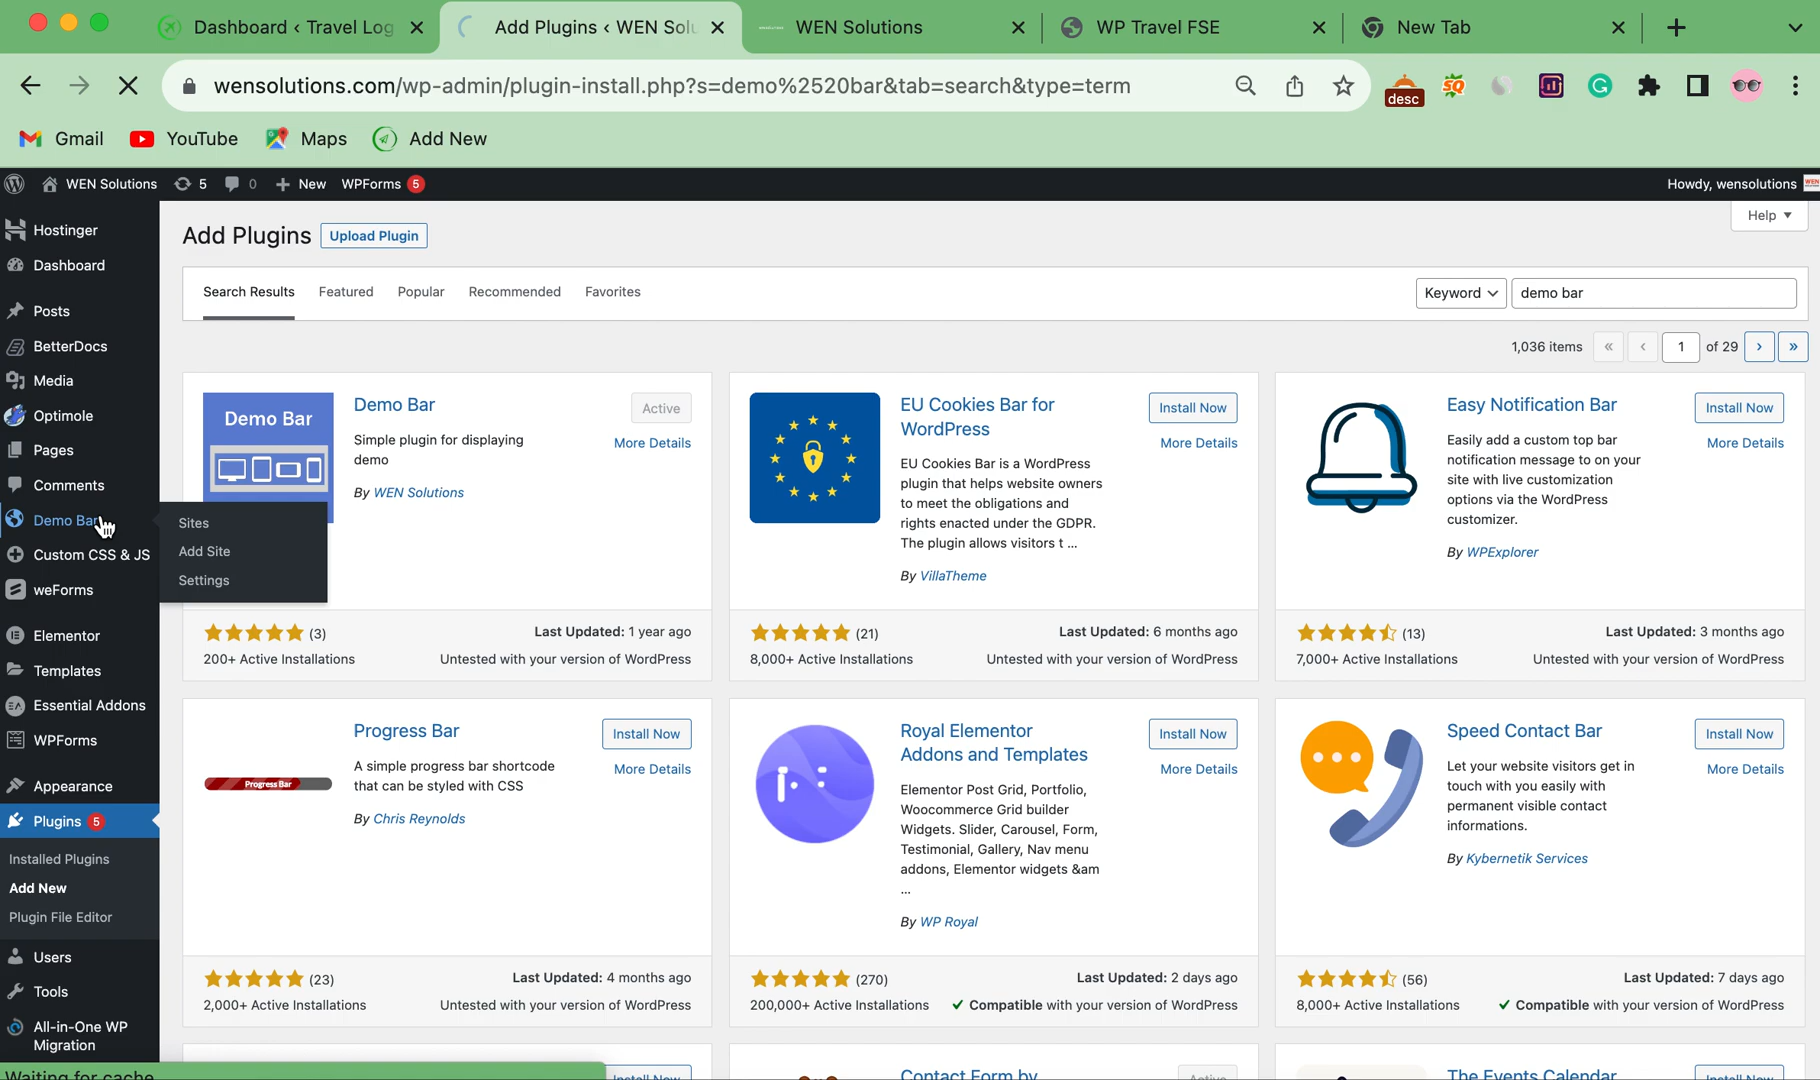 Dashboard ‹ Travel Log
Add Plugins ‹ WEN Solu
WEN Solutions
WP Travel FSE
New Tab
wensolutions.com/wp-admin/plugin-install.php?s=demo%2520bar&tab=search&type=term
desc
Gmail
YouTube
Maps
Add New
WEN Solutions
5
0
New
WPForms 5
Howdy, wensolutions
Help
Hostinger
Dashboard
Posts
BetterDocs
Media
Optimole
Pages
Comments
Demo Bar
Custom CSS & JS
weForms
Elementor
Templates
Essential Addons
WPForms
Appearance
Plugins 5
Installed Plugins
Add New
Plugin File Editor
Users
Tools
All-in-One WP
Migration
Waiting for cache
Sites
Add Site
Settings
Add Plugins
Upload Plugin
Search Results
Featured
Popular
Recommended
Favorites
Keyword
demo bar
1,036 items
«
‹
1
of 29
›
»
Demo Bar
Demo Bar
Active
More Details
Simple plugin for displaying
demo
By WEN Solutions
(3)
Last Updated: 1 year ago
200+ Active Installations
Untested with your version of WordPress
EU Cookies Bar for
WordPress
Install Now
More Details
EU Cookies Bar is a WordPress
plugin that helps website owners
to meet the obligations and
rights enacted under the GDPR.
The plugin allows visitors t ...
By VillaTheme
(21)
Last Updated: 6 months ago
8,000+ Active Installations
Untested with your version of WordPress
Easy Notification Bar
Install Now
More Details
Easily add a custom top bar
notification message to on your
site with live customization
options via the WordPress
customizer.
By WPExplorer
(13)
Last Updated: 3 months ago
7,000+ Active Installations
Untested with your version of WordPress
Progress Bar
Progress Bar
Install Now
More Details
A simple progress bar shortcode
that can be styled with CSS
By Chris Reynolds
(23)
Last Updated: 4 months ago
2,000+ Active Installations
Untested with your version of WordPress
Royal Elementor
Addons and Templates
Install Now
More Details
Elementor Post Grid, Portfolio,
Woocommerce Grid builder
Widgets. Slider, Carousel, Form,
Testimonial, Gallery, Nav menu
addons, Elementor widgets &am
...
By WP Royal
(270)
Last Updated: 2 days ago
200,000+ Active Installations
Compatible with your version of WordPress
Speed Contact Bar
Install Now
More Details
Let your website visitors get in
touch with you easily with
permanent visible contact
informations.
By Kybernetik Services
(56)
Last Updated: 7 days ago
8,000+ Active Installations
Compatible with your version of WordPress
Install Now
Contact Form by
Active
The Events Calendar
Install Now